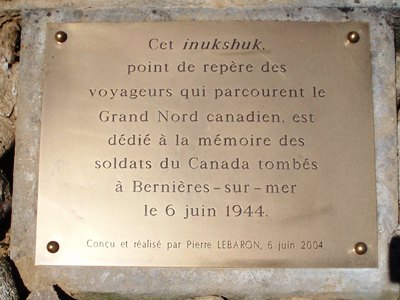 Cet inukshuk,
point de repère des
voyageurs qui parcourent le
Grand Nord canadien, est
dédié à la mémoire des
soldats du Canada tombés
à Bernières-sur-mer
le 6 juin 1944.
Conçu et réalisé par Pierre LEBARON, 6 juin 2004.